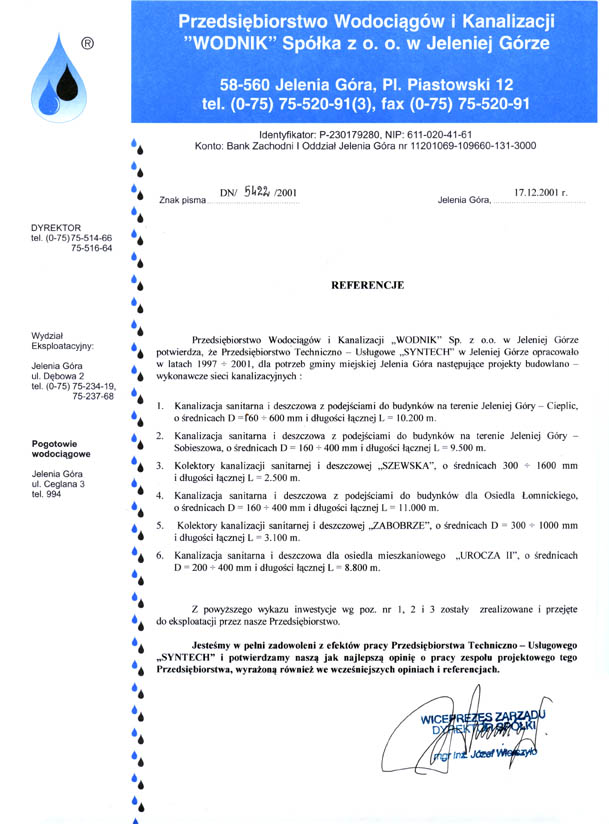 Przedsiębiorstwo Wodociągów i Kanalizacji
"WODNIK" Spółka z o. o. w Jeleniej Górze
58-560 Jelenia Góra, Pl. Piastowski 12
tel. (0-75) 75-520-91(3), fax (0-75) 75-520-91
®
Identyfikator: P-230179280, NIP: 611-020-41-61
Konto: Bank Zachodni I Oddział Jelenia Góra nr 11201069-109660-131-3000
Znak pisma DN/ 5422 /2001
Jelenia Góra, 17.12.2001 r.
DYREKTOR
tel. (0-75)75-514-66
75-516-64
Wydział
Eksploatacyjny:
Jelenia Góra
ul. Dębowa 2
tel. (0-75) 75-234-19,
75-237-68
Pogotowie
wodociągowe
Jelenia Góra
ul. Ceglana 3
tel. 994
REFERENCJE
Przedsiębiorstwo Wodociągów i Kanalizacji „WODNIK" Sp. z o.o. w Jeleniej Górze
potwierdza, że Przedsiębiorstwo Techniczno – Usługowe „SYNTECH" w Jeleniej Górze opracowało
w latach 1997 ÷ 2001, dla potrzeb gminy miejskiej Jelenia Góra następujące projekty budowlano –
wykonawcze sieci kanalizacyjnych :
1. Kanalizacja sanitarna i deszczowa z podejściami do budynków na terenie Jeleniej Góry – Cieplic,
o średnicach D =160 ÷ 600 mm i długości łącznej L = 10.200 m.
2. Kanalizacja sanitarna i deszczowa z podejściami do budynków na terenie Jeleniej Góry –
Sobieszowa, o średnicach D = 160 ÷ 400 mm i długości łącznej L = 9.500 m.
3. Kolektory kanalizacji sanitarnej i deszczowej „SZEWSKA", o średnicach 300 ÷ 1600 mm
i długości łącznej L = 2.500 m.
4. Kanalizacja sanitarna i deszczowa z podejściami do budynków dla Osiedla Łomnickiego,
o średnicach D = 160 ÷ 400 mm i długości łącznej L = 11.000 m.
5. Kolektory kanalizacji sanitarnej i deszczowej „ZABOBRZE", o średnicach D = 300 ÷ 1000 mm
i długości łącznej L = 3.100 m.
6. Kanalizacja sanitarna i deszczowa dla osiedla mieszkaniowego „UROCZA II", o średnicach
D = 200 ÷ 400 mm i długości łącznej L = 8.800 m.
Z powyższego wykazu inwestycje wg poz. nr 1, 2 i 3 zostały zrealizowane i przejęte
do eksploatacji przez nasze Przedsiębiorstwo.
Jesteśmy w pełni zadowoleni z efektów pracy Przedsiębiorstwa Techniczno – Usługowego
„SYNTECH" i potwierdzamy naszą jak najlepszą opinię o pracy zespołu projektowego tego
Przedsiębiorstwa, wyrażoną również we wcześniejszych opiniach i referencjach.
WICEPREZES ZARZĄDU
DYREKTOR SPÓŁKI
mgr inż. Józef